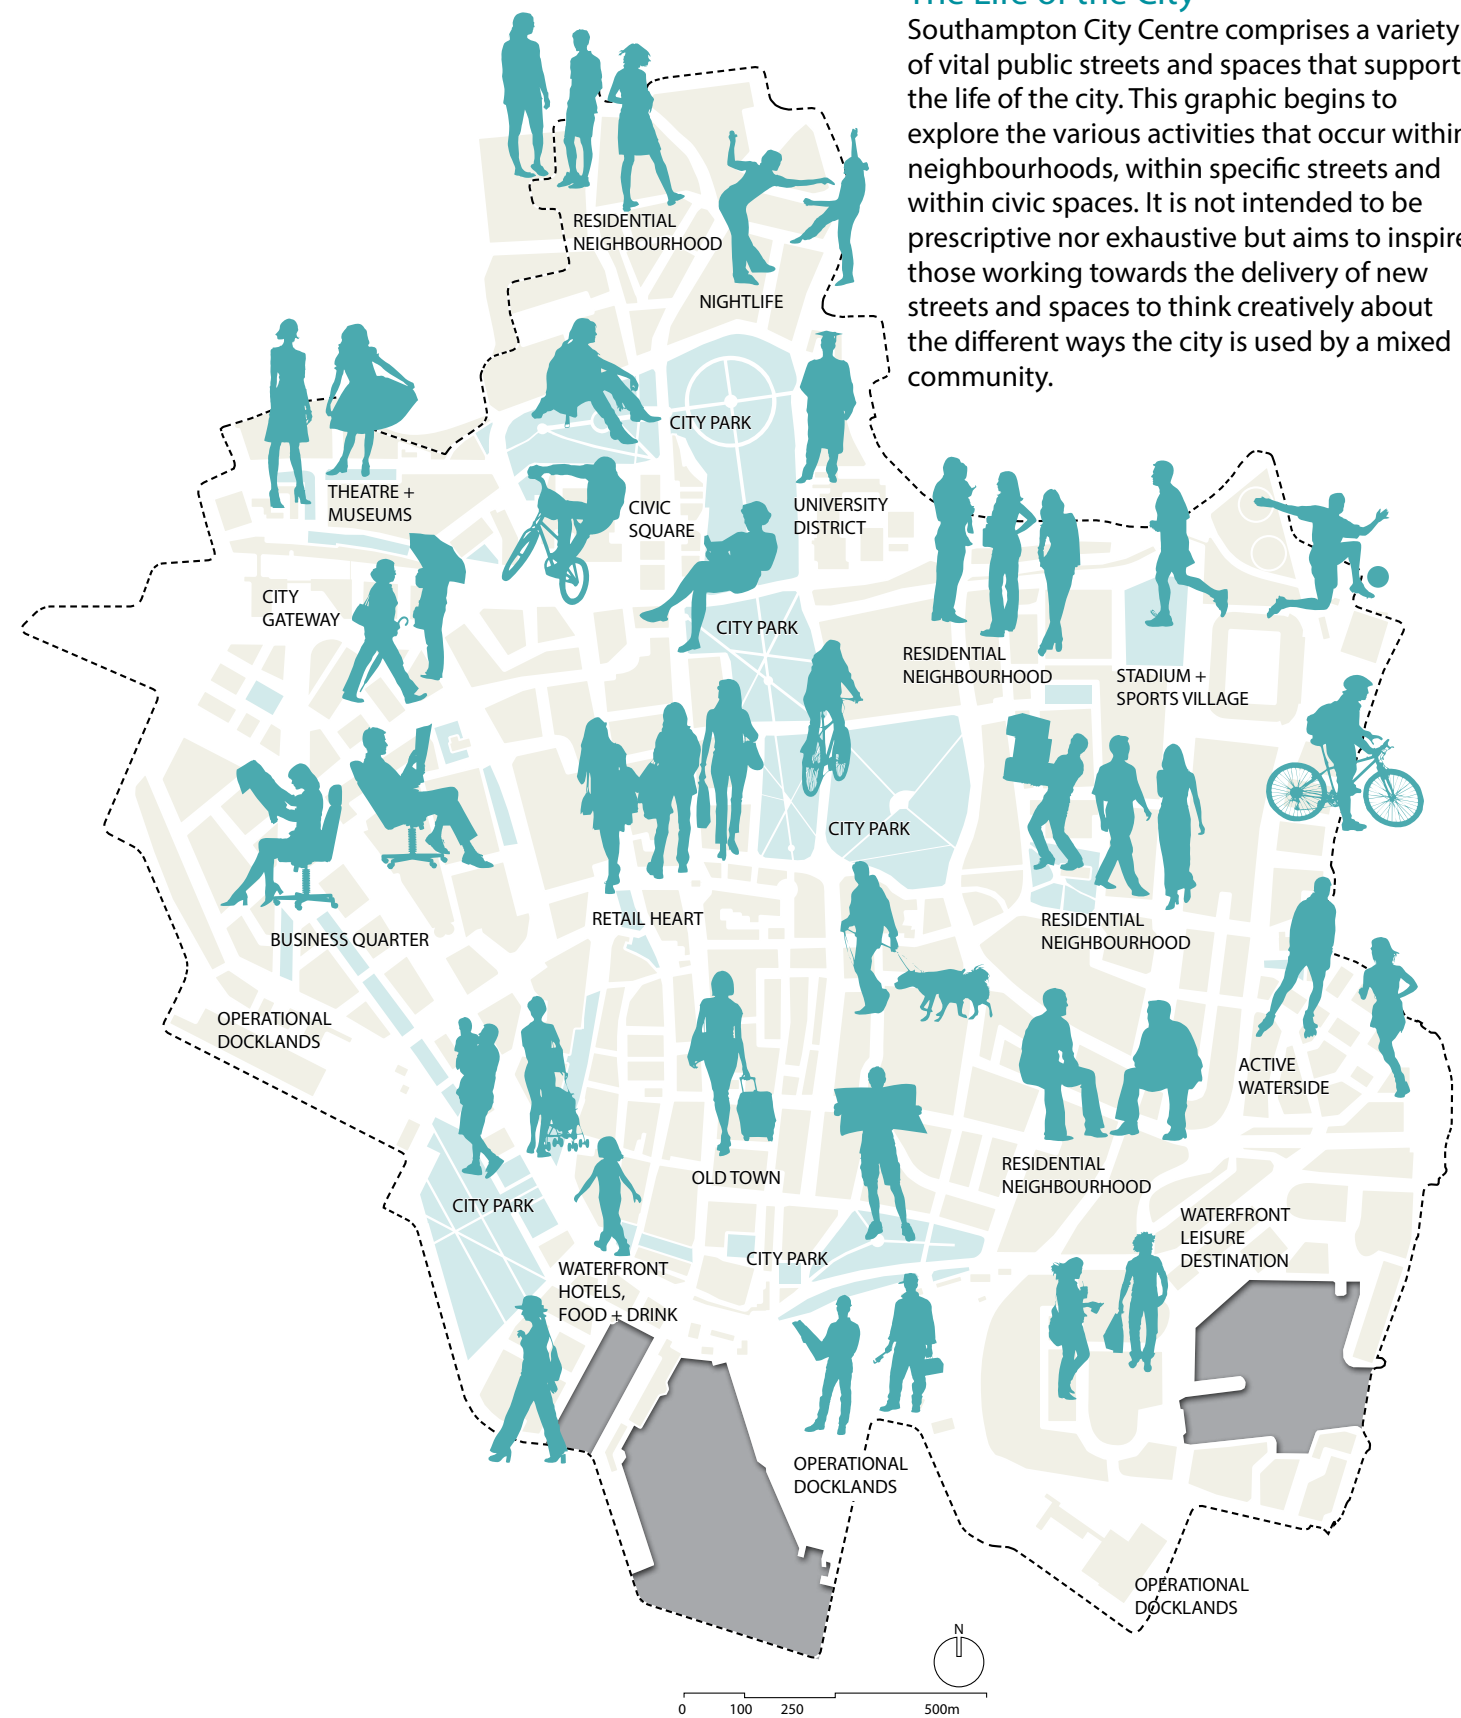 The Life of the City
Southampton City Centre comprises a variety
of vital public streets and spaces that support
the life of the city. This graphic begins to
explore the various activities that occur within
neighbourhoods, within specific streets and
within civic spaces. It is not intended to be
prescriptive nor exhaustive but aims to inspire
those working towards the delivery of new
streets and spaces to think creatively about
the different ways the city is used by a mixed
community.
RESIDENTIAL
NEIGHBOURHOOD
NIGHTLIFE
CITY PARK
THEATRE +
MUSEUMS
CIVIC
SQUARE
UNIVERSITY
DISTRICT
CITY
GATEWAY
CITY PARK
RESIDENTIAL
NEIGHBOURHOOD
STADIUM +
SPORTS VILLAGE
CITY PARK
RETAIL HEART
BUSINESS QUARTER
RESIDENTIAL
NEIGHBOURHOOD
OPERATIONAL
DOCKLANDS
ACTIVE
WATERSIDE
OLD TOWN
RESIDENTIAL
NEIGHBOURHOOD
CITY PARK
WATERFRONT
LEISURE
DESTINATION
CITY PARK
WATERFRONT
HOTELS,
FOOD + DRINK
OPERATIONAL
DOCKLANDS
OPERATIONAL
DOCKLANDS
N
0 100 250 500m